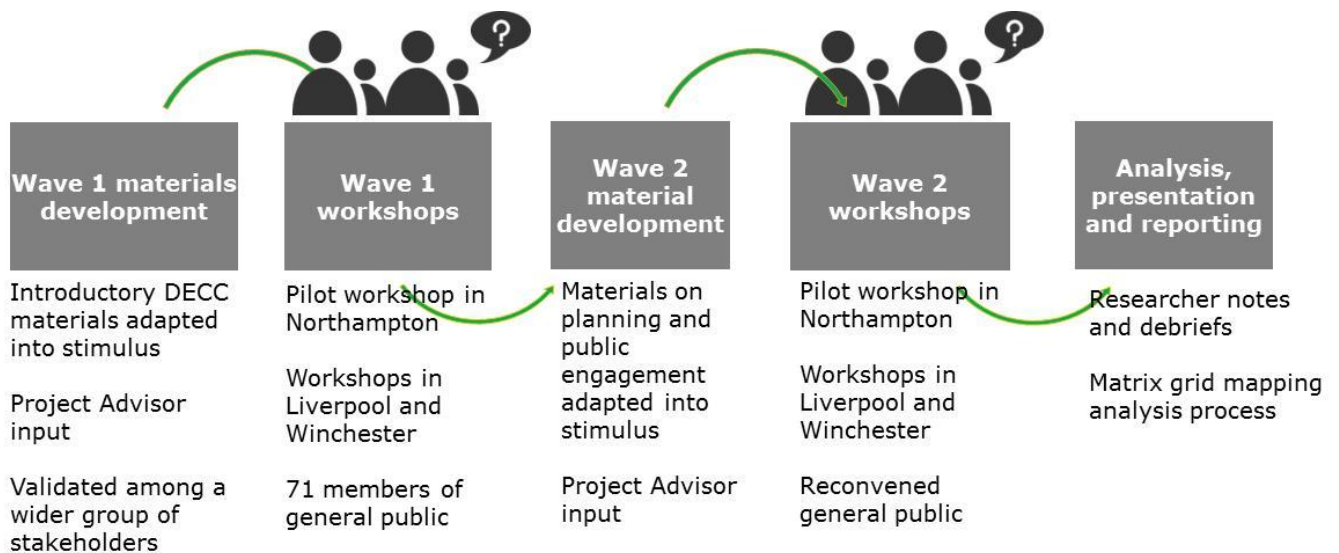 ?
?
Wave 1 materials
development
Wave 1
workshops
Wave 2
material
development
Wave 2
workshops
Analysis,
presentation
and reporting
Introductory DECC
materials adapted
into stimulus
Project Advisor
input
Validated among a
wider group of
stakeholders
Pilot workshop in
Northampton
Workshops in
Liverpool and
Winchester
71 members of
general public
Materials on
planning and
public
engagement
adapted into
stimulus
Project Advisor
input
Pilot workshop in
Northampton
Workshops in
Liverpool and
Winchester
Reconvened
general public
Researcher notes
and debriefs
Matrix grid mapping
analysis process